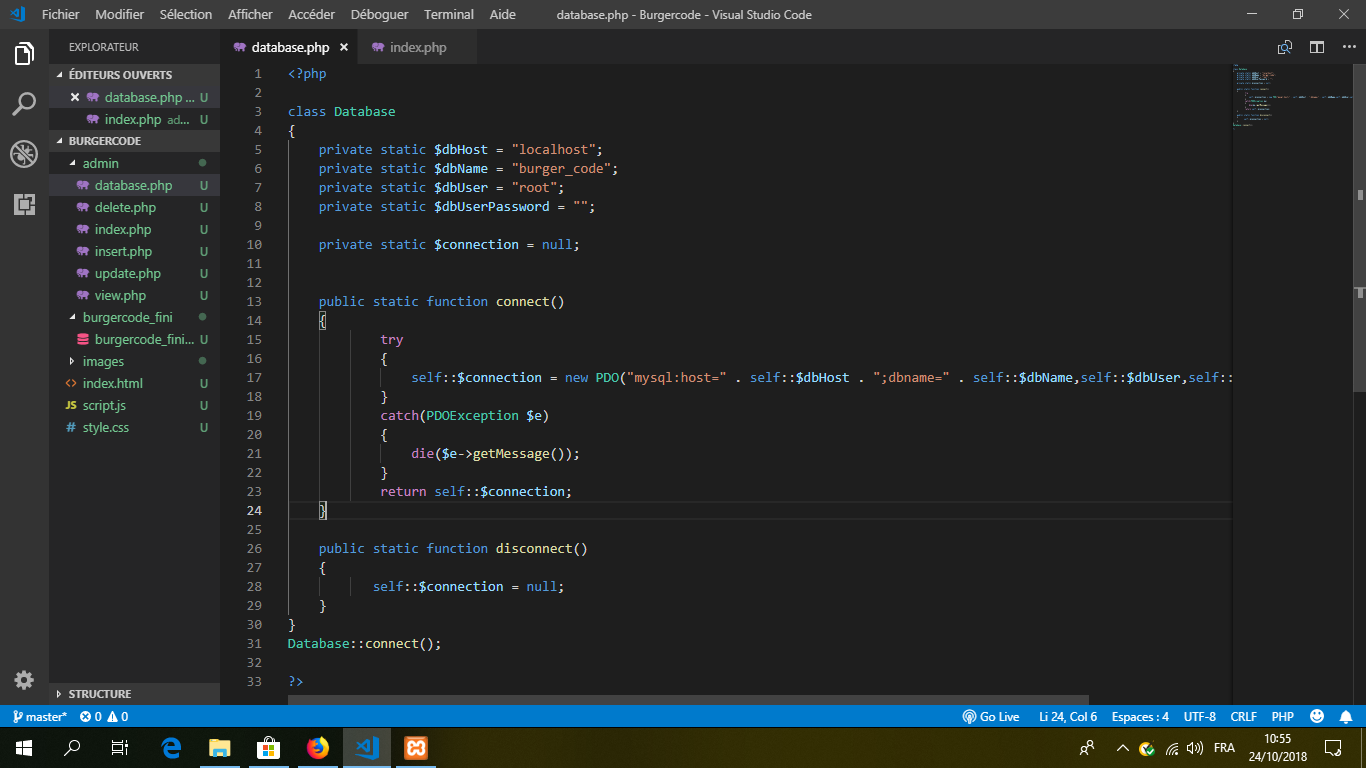 Fichier Modifier Sélection Afficher Accéder Déboguer Terminal Aide database.php - Burgercode - Visual Studio Code
EXPLORATEUR
ÉDITEURS OUVERTS
database.php ... U
index.php ad... U
BURGERCODE
admin
database.php U
delete.php U
index.php U
insert.php U
update.php U
view.php U
burgercode_fini
burgercode_fini... U
images
<> index.html U
JS script.js U
# style.css U
STRUCTURE
database.php index.php
1 <?php
2
3 class Database
4 {
5 private static $dbHost = "localhost";
6 private static $dbName = "burger_code";
7 private static $dbUser = "root";
8 private static $dbUserPassword = "";
9
10 private static $connection = null;
11
12
13 public static function connect()
14 {
15 try
16 {
17 self::$connection = new PDO("mysql:host=" . self::$dbHost . ";dbname=" . self::$dbName,self::$dbUser,self::
18 }
19 catch(PDOException $e)
20 {
21 die($e->getMessage());
22 }
23 return self::$connection;
24 }
25
26 public static function disconnect()
27 {
28 self::$connection = null;
29 }
30 }
31 Database::connect();
32
33 ?>
master* 0 0 Go Live Li 24, Col 6 Espaces : 4 UTF-8 CRLF PHP
FRA
10:55
24/10/2018